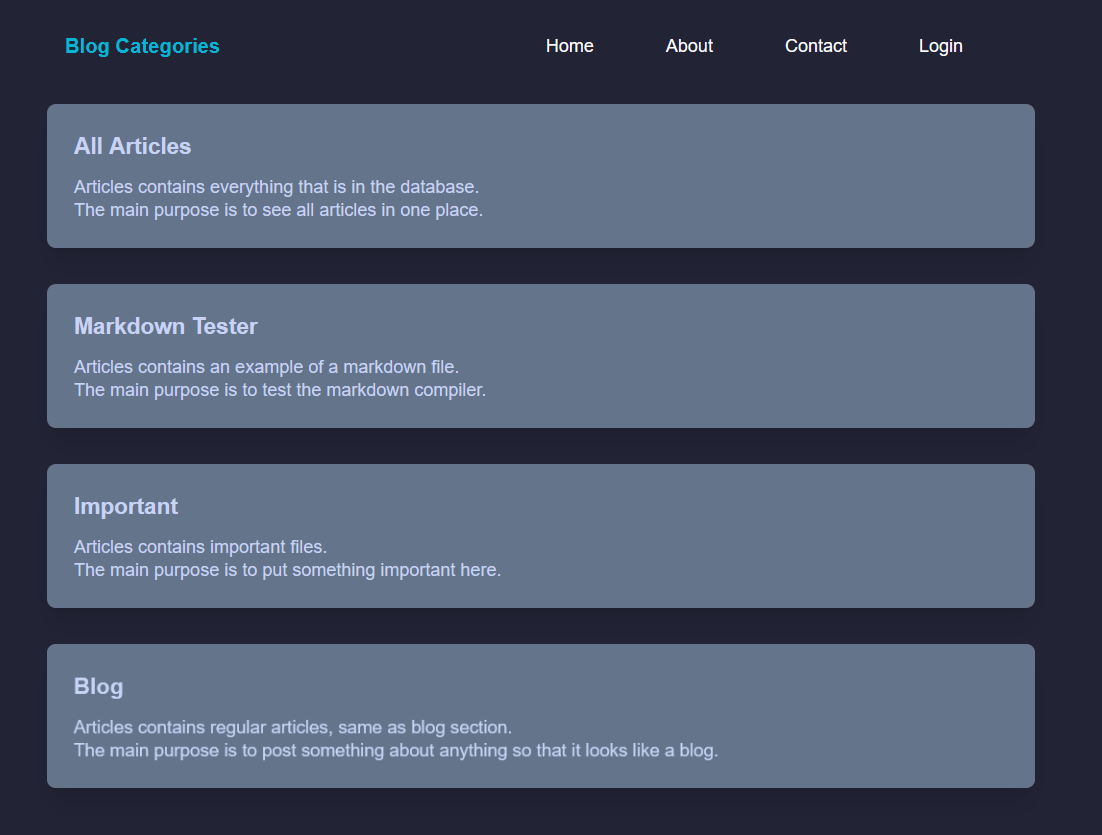 Blog Categories
Home About Contact Login
All Articles
Articles contains everything that is in the database.
The main purpose is to see all articles in one place.
Markdown Tester
Articles contains an example of a markdown file.
The main purpose is to test the markdown compiler.
Important
Articles contains important files.
The main purpose is to put something important here.
Blog
Articles contains regular articles, same as blog section.
The main purpose is to post something about anything so that it looks like a blog.